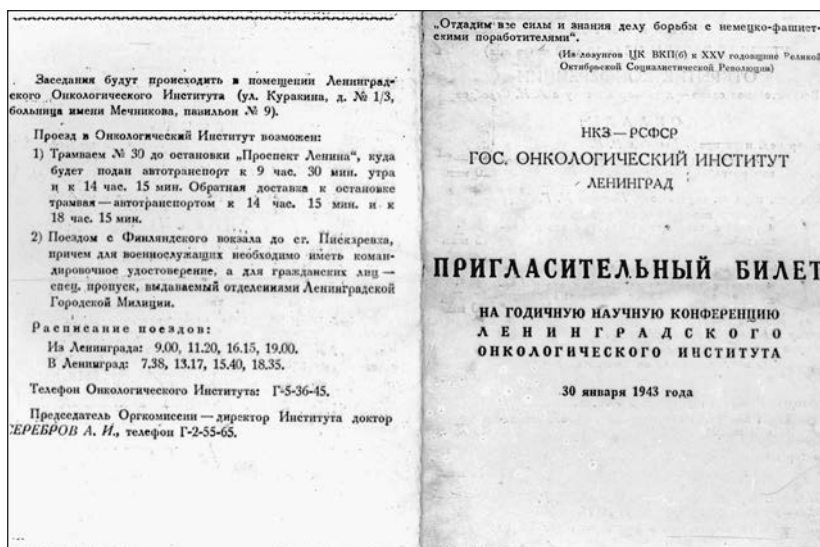 Заседания будут происходить в помещении Ленинград-
ского Онкологического Института (ул. Куракина, д. № 1/3,
больница имени Мечникова, павильон № 9).
Проезд в Онкологический Институт возможен:
1) Трамваем № 30 до остановки „Проспект Ленина“, куда
будет подан автотранспорт к 9 час. 30 мин. утра
и к 14 час. 15 мин. Обратная доставка к остановке
трамвая — автотранспортом к 14 час. 15 мин. и к
18 час. 15 мин.
2) Поездом с Финляндского вокзала до ст. Пискаревка,
причем для военнослужащих необходимо иметь коман-
дировочное удостоверение, а для гражданских лиц —
спец. пропуск, выдаваемый отделениями Ленинградской
Городской Милиции.
Расписание поездов:
Из Ленинграда: 9.00, 11.20, 16.15, 19.00.
В Ленинград: 7.38, 13.17, 15.40, 18.35.
Телефон Онкологического Института: Г-5-36-45.
Председатель Оргкомиссии — директор Института доктор
СЕРЕБРОВ А. И., телефон Г-2-55-65.
„Отдадим все силы и знания делу борьбы с немецко-фашист-
скими поработителями“.
(Из лозунгов ЦК ВКП(б) к XXV годовщине Великой
Октябрьской Социалистической Революции)
НКЗ — РСФСР
ГОС. ОНКОЛОГИЧЕСКИЙ ИНСТИТУТ
ЛЕНИНГРАД
ПРИГЛАСИТЕЛЬНЫЙ БИЛЕТ
НА ГОДИЧНУЮ НАУЧНУЮ КОНФЕРЕНЦИЮ
ЛЕНИНГРАДСКОГО
ОНКОЛОГИЧЕСКОГО ИНСТИТУТА
30 января 1943 года